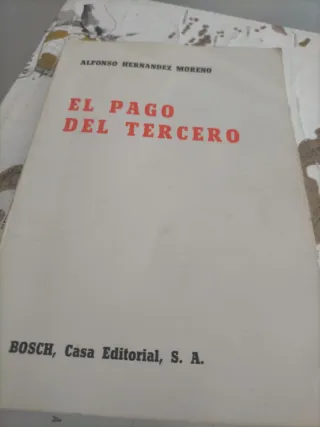 ALFONSO HERNANDEZ MORENO
EL PAGO
DEL TERCERO
BOSCH, Casa Editorial, S. A.